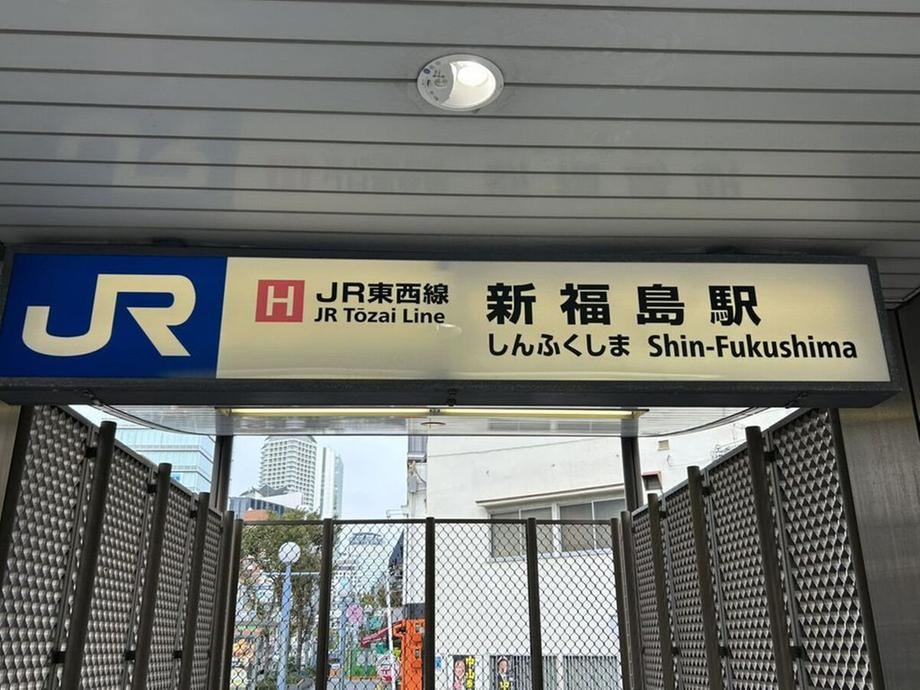 JR
H JR東西線
JR Tōzai Line
新福島駅
しんふくしま Shin-Fukushima